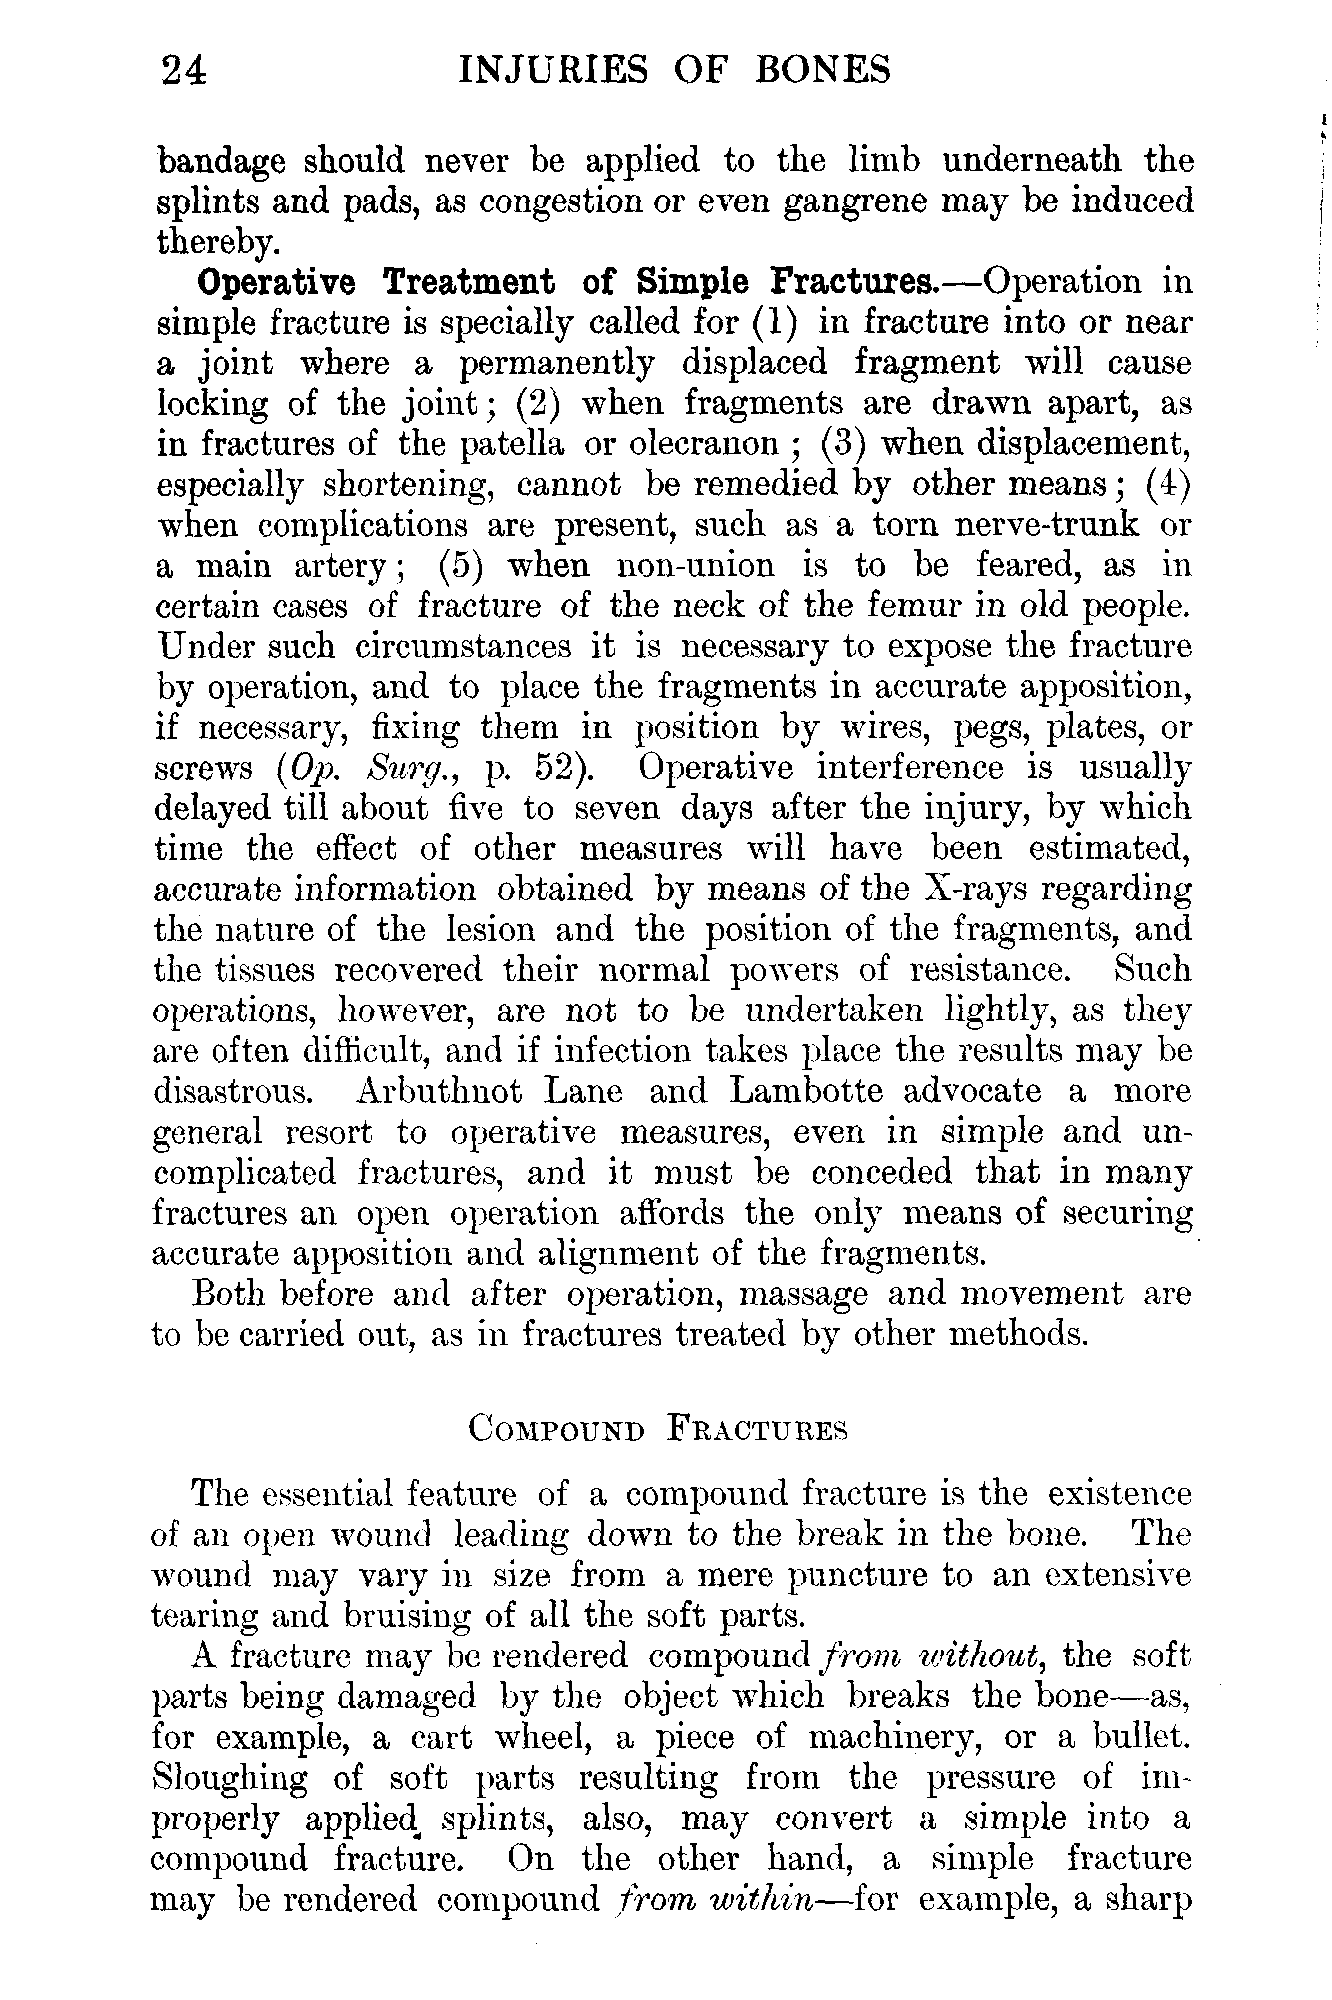 24 INJURIES OF BONES
bandage should never be applied to the limb underneath the
splints and pads, as congestion or even gangrene may be induced
thereby.
Operative Treatment of Simple Fractures.—Operation in
simple fracture is specially called for (1) in fracture into or near
a joint where a permanently displaced fragment will cause
locking of the joint; (2) when fragments are drawn apart, as
in fractures of the patella or olecranon ; (3) when displacement,
especially shortening, cannot be remedied by other means; (4)
when complications are present, such as a torn nerve-trunk or
a main artery; (5) when non-union is to be feared, as in
certain cases of fracture of the neck of the femur in old people.
Under such circumstances it is necessary to expose the fracture
by operation, and to place the fragments in accurate apposition,
if necessary, fixing them in position by wires, pegs, plates, or
screws (Op. Surg., p. 52). Operative interference is usually
delayed till about five to seven days after the injury, by which
time the effect of other measures will have been estimated,
accurate information obtained by means of the X-rays regarding
the nature of the lesion and the position of the fragments, and
the tissues recovered their normal powers of resistance. Such
operations, however, are not to be undertaken lightly, as they
are often difficult, and if infection takes place the results may be
disastrous. Arbuthnot Lane and Lambotte advocate a more
general resort to operative measures, even in simple and un-
complicated fractures, and it must be conceded that in many
fractures an open operation affords the only means of securing
accurate apposition and alignment of the fragments.
Both before and after operation, massage and movement are
to be carried out, as in fractures treated by other methods.
COMPOUND FRACTURES
The essential feature of a compound fracture is the existence
of an open wound leading down to the break in the bone. The
wound may vary in size from a mere puncture to an extensive
tearing and bruising of all the soft parts.
A fracture may be rendered compound from without, the soft
parts being damaged by the object which breaks the bone—as,
for example, a cart wheel, a piece of machinery, or a bullet.
Sloughing of soft parts resulting from the pressure of im-
properly applied splints, also, may convert a simple into a
compound fracture. On the other hand, a simple fracture
may be rendered compound from within—for example, a sharp